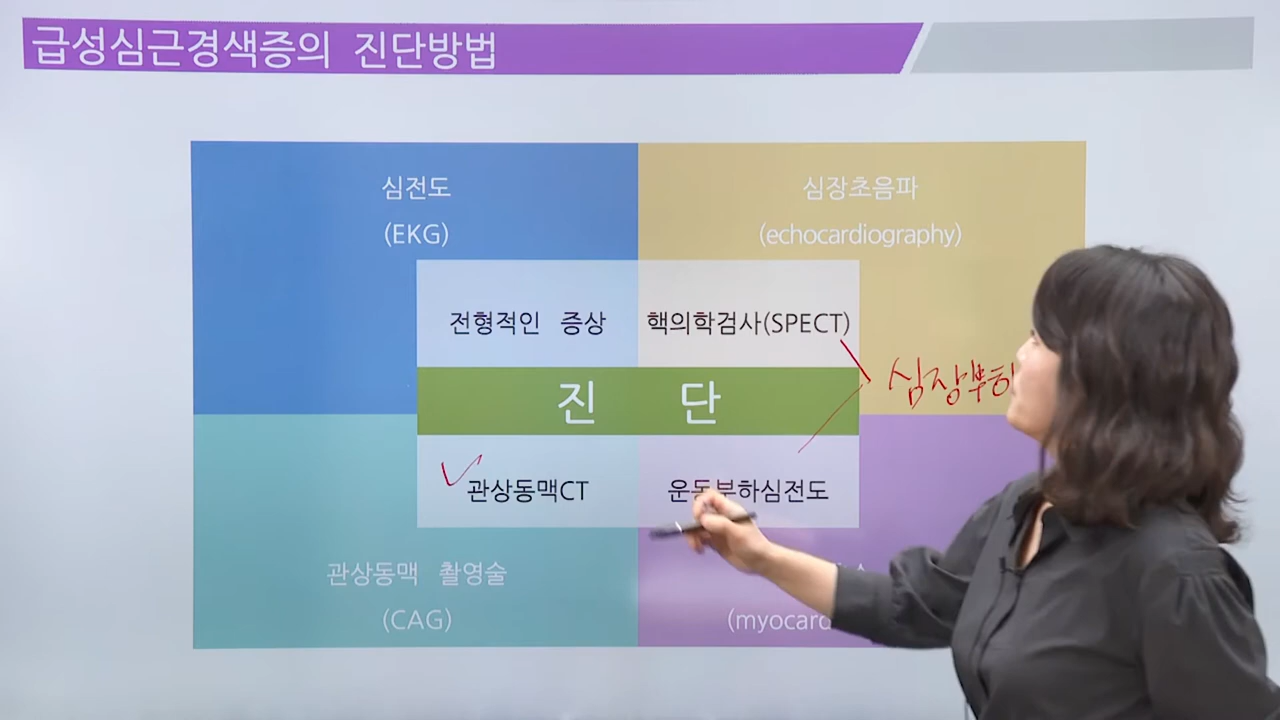 급성심근경색증의 진단방법
심전도
(EKG)
심장초음파
(echocardiography)
전형적인 증상
핵의학검사(SPECT)
진 단
심장부하
관상동맥CT
운동부하심전도
관상동맥 촬영술
(CAG)
(myocard